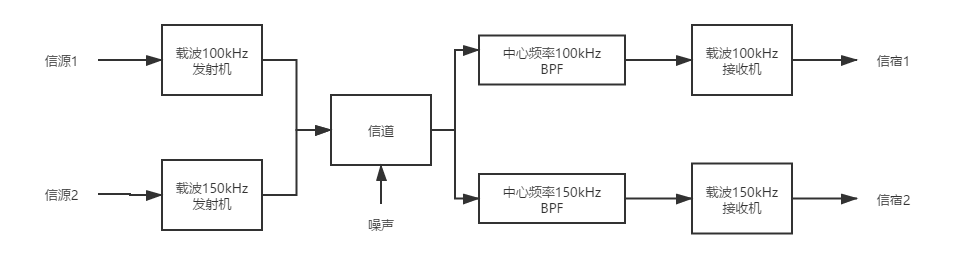 信源1
载波100kHz
发射机
中心频率100kHz
BPF
载波100kHz
接收机
信宿1
信道
信源2
载波150kHz
发射机
中心频率150kHz
BPF
载波150kHz
接收机
信宿2
噪声